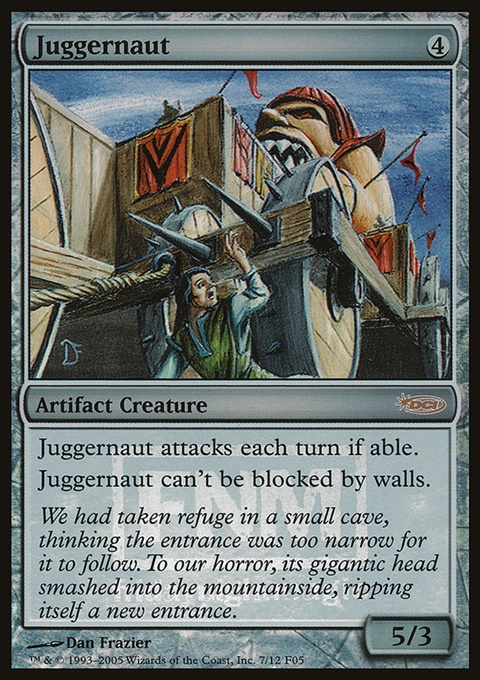 Juggernaut 4
DF
Artifact Creature DCI
FNM
Juggernaut attacks each turn if able.
Juggernaut can't be blocked by walls.
We had taken refuge in a small cave,
thinking the entrance was too narrow for
it to follow. To our horror, its gigantic head
smashed into the mountainside, ripping
itself a new entrance.
5/3
Dan Frazier
™ & © 1993–2005 Wizards of the Coast, Inc. 7/12 F05